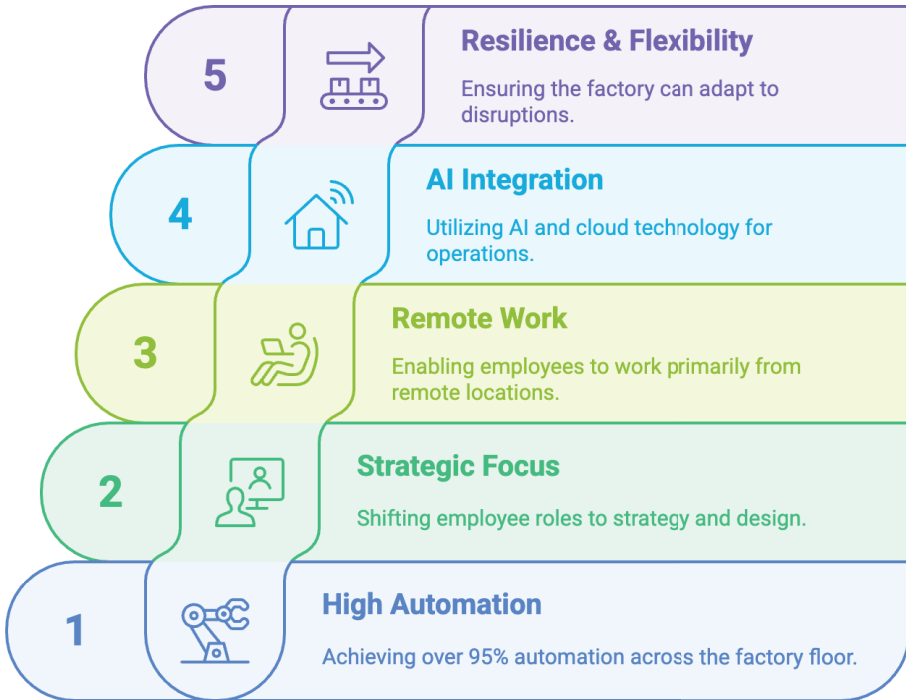 5
Resilience & Flexibility
Ensuring the factory can adapt to
disruptions.
4
AI Integration
Utilizing AI and cloud technology for
operations.
3
Remote Work
Enabling employees to work primarily from
remote locations.
2
Strategic Focus
Shifting employee roles to strategy and design.
1
High Automation
Achieving over 95% automation across the factory floor.